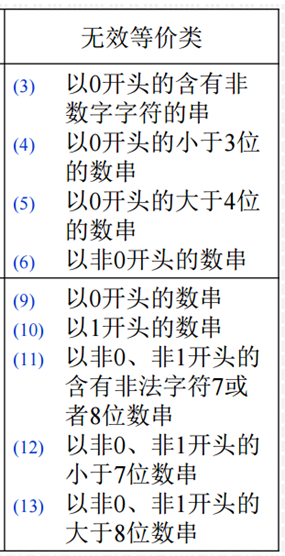 无效等价类
(3) 以0开头的含有非
数字字符的串
(4) 以0开头的小于3位
的数串
(5) 以0开头的大于4位
的数串
(6) 以非0开头的数串
(9) 以0开头的数串
(10) 以1开头的数串
(11) 以非0、非1开头的
含有非法字符7或
者8位数串
(12) 以非0、非1开头的
小于7位数串
(13) 以非0、非1开头的
大于8位数串